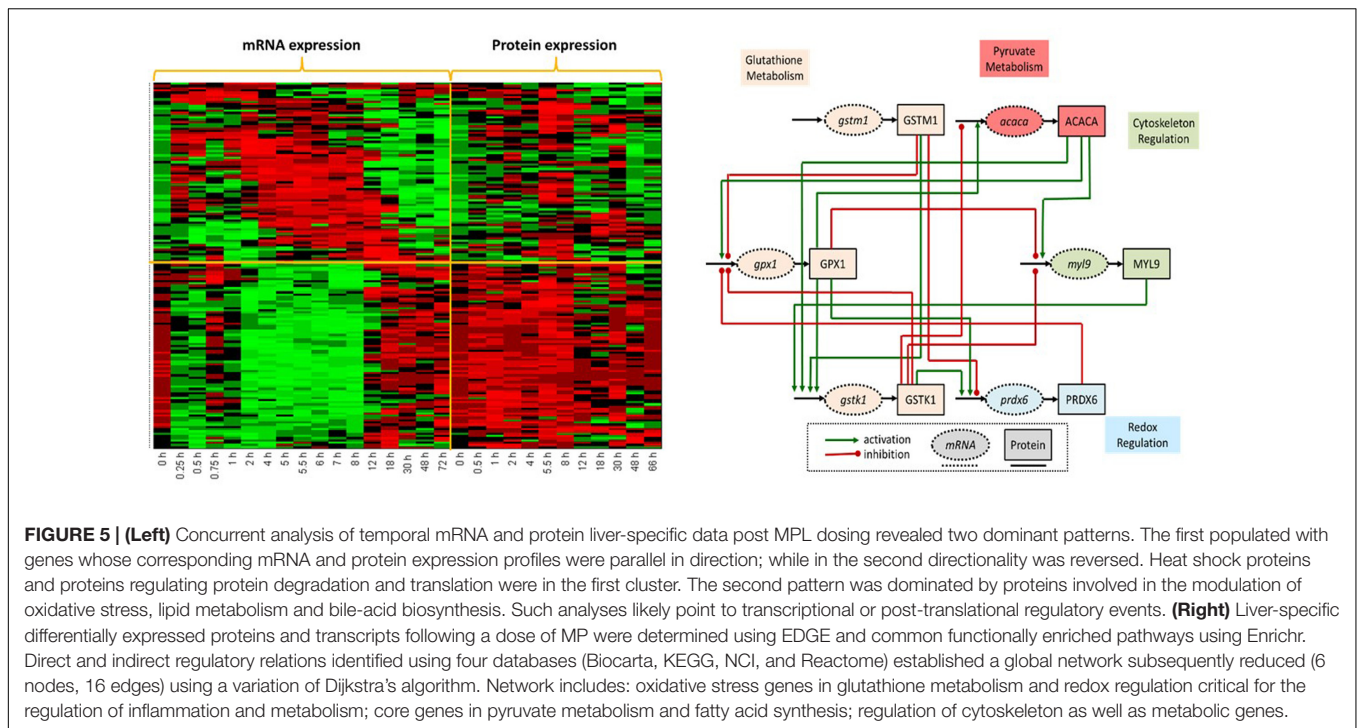 mRNA expression
Protein expression
0 h
0.25 h
0.5 h
0.75 h
1 h
2 h
4 h
5 h
5.5 h
6 h
7 h
8 h
12 h
18 h
30 h
48 h
72 h
0 h
0.5 h
1 h
2 h
4 h
5.5 h
8 h
12 h
18 h
30 h
48 h
66 h
Glutathione
Metabolism
Pyruvate
Metabolism
gstm1
GSTM1
acaca
ACACA
Cytoskeleton
Regulation
gpx1
GPX1
myl9
MYL9
gstk1
GSTK1
prdx6
PRDX6
activation
inhibition
mRNA
Protein
Redox
Regulation
FIGURE 5 | (Left) Concurrent analysis of temporal mRNA and protein liver-specific data post MPL dosing revealed two dominant patterns. The first populated with
genes whose corresponding mRNA and protein expression profiles were parallel in direction; while in the second directionality was reversed. Heat shock proteins
and proteins regulating protein degradation and translation were in the first cluster. The second pattern was dominated by proteins involved in the modulation of
oxidative stress, lipid metabolism and bile-acid biosynthesis. Such analyses likely point to transcriptional or post-translational regulatory events. (Right) Liver-specific
differentially expressed proteins and transcripts following a dose of MP were determined using EDGE and common functionally enriched pathways using Enrichr.
Direct and indirect regulatory relations identified using four databases (Biocarta, KEGG, NCI, and Reactome) established a global network subsequently reduced (6
nodes, 16 edges) using a variation of Dijkstra's algorithm. Network includes: oxidative stress genes in glutathione metabolism and redox regulation critical for the
regulation of inflammation and metabolism; core genes in pyruvate metabolism and fatty acid synthesis; regulation of cytoskeleton as well as metabolic genes.